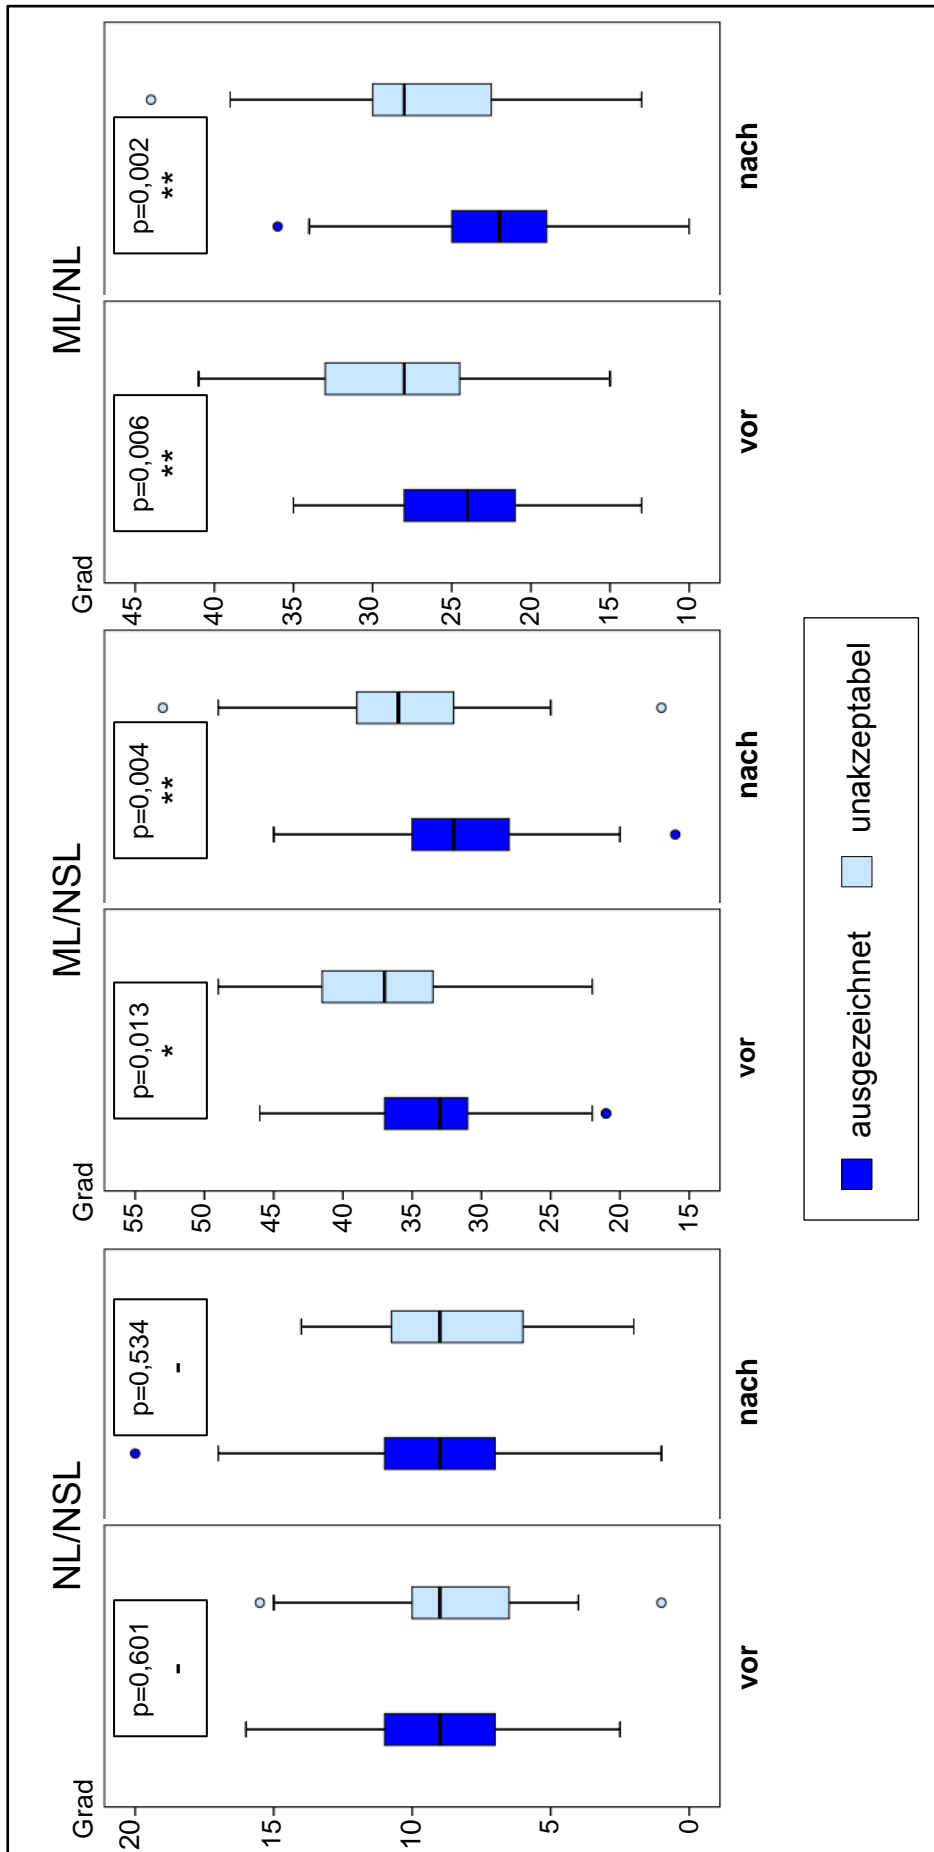 NL/NSL
ML/NSL
ML/NL
Grad
20
15
10
5
0
p=0,601
-
vor
p=0,534
-
nach
Grad
55
50
45
40
35
30
25
20
15
p=0,013
*
vor
p=0,004
**
nach
Grad
45
40
35
30
25
20
15
10
p=0,006
**
vor
p=0,002
**
nach
ausgezeichnet
unakzeptabel